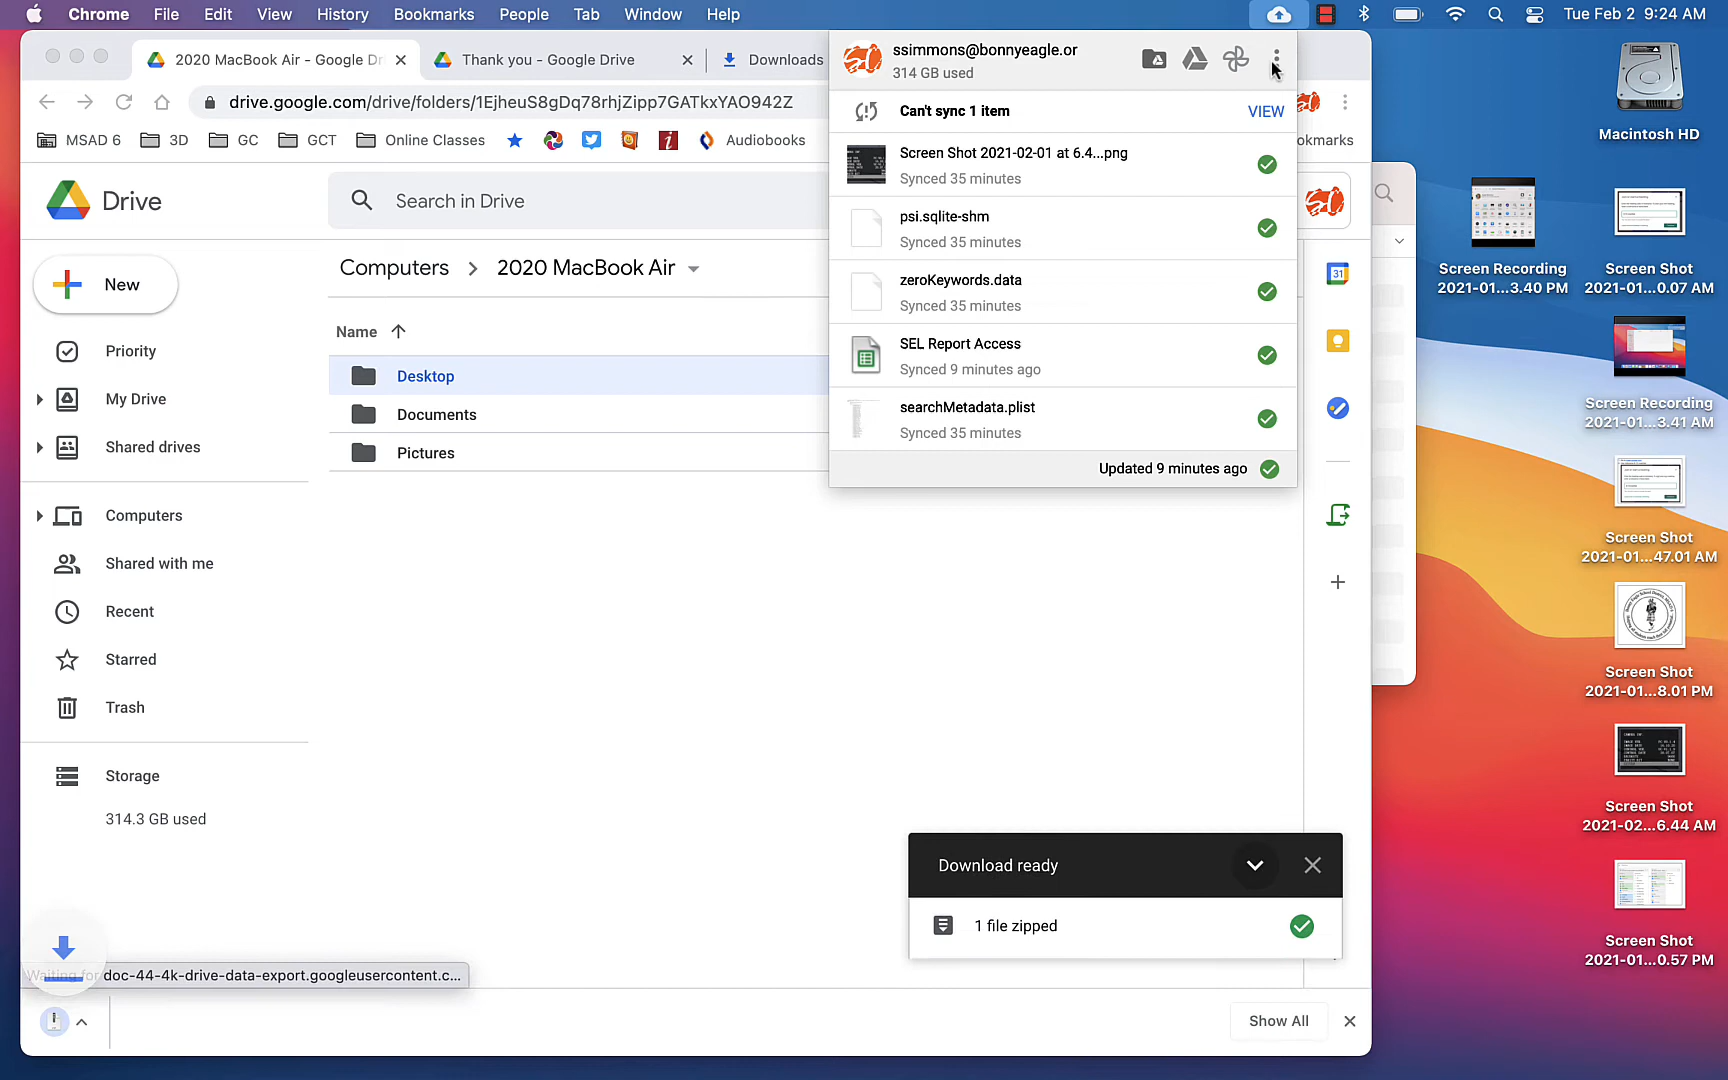 Chrome File Edit View History Bookmarks People Tab Window Help
Tue Feb 2 9:24 AM
2020 MacBook Air - Google Dr
Thank you - Google Drive
Downloads
drive.google.com/drive/folders/1EjheuS8gDq78rhjZipp7GATkxYAO942Z
MSAD 6
3D
GC
GCT
Online Classes
Audiobooks
okmarks
Drive
Search in Drive
New
Priority
My Drive
Shared drives
Computers
Shared with me
Recent
Starred
Trash
Storage
314.3 GB used
Computers
2020 MacBook Air
Name
Desktop
Documents
Pictures
ssimmons@bonnyeagle.or
314 GB used
Can't sync 1 item
VIEW
Screen Shot 2021-02-01 at 6.4...png
Synced 35 minutes
psi.sqlite-shm
Synced 35 minutes
zeroKeywords.data
Synced 35 minutes
SEL Report Access
Synced 9 minutes ago
searchMetadata.plist
Synced 35 minutes
Updated 9 minutes ago
31
Download ready
1 file zipped
Waiting for doc-44-4k-drive-data-export.googleusercontent.c...
Show All
Macintosh HD
Screen Recording
2021-01...3.40 PM
Screen Shot
2021-01...0.07 AM
Screen Recording
2021-01...3.41 AM
Screen Shot
2021-01...47.01 AM
Screen Shot
2021-01...8.01 PM
Screen Shot
2021-02...6.44 AM
Screen Shot
2021-01...0.57 PM